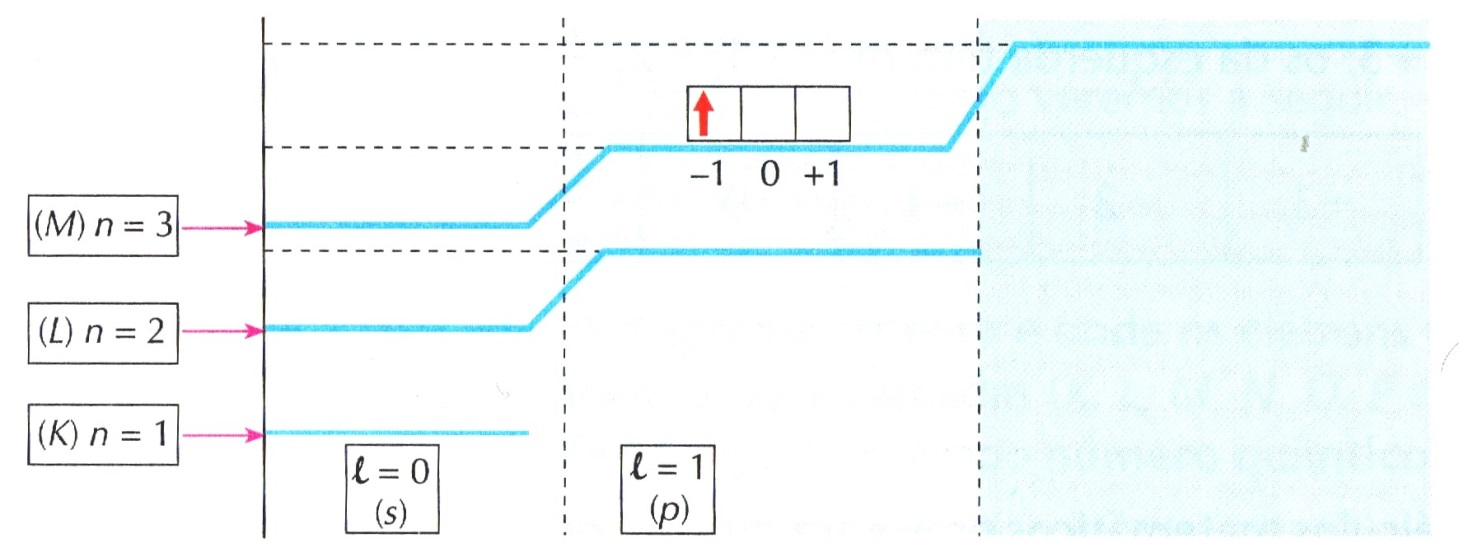 −1 0 +1
(M) n = 3
(L) n = 2
(K) n = 1
ℓ = 0
(s)
ℓ = 1
(p)